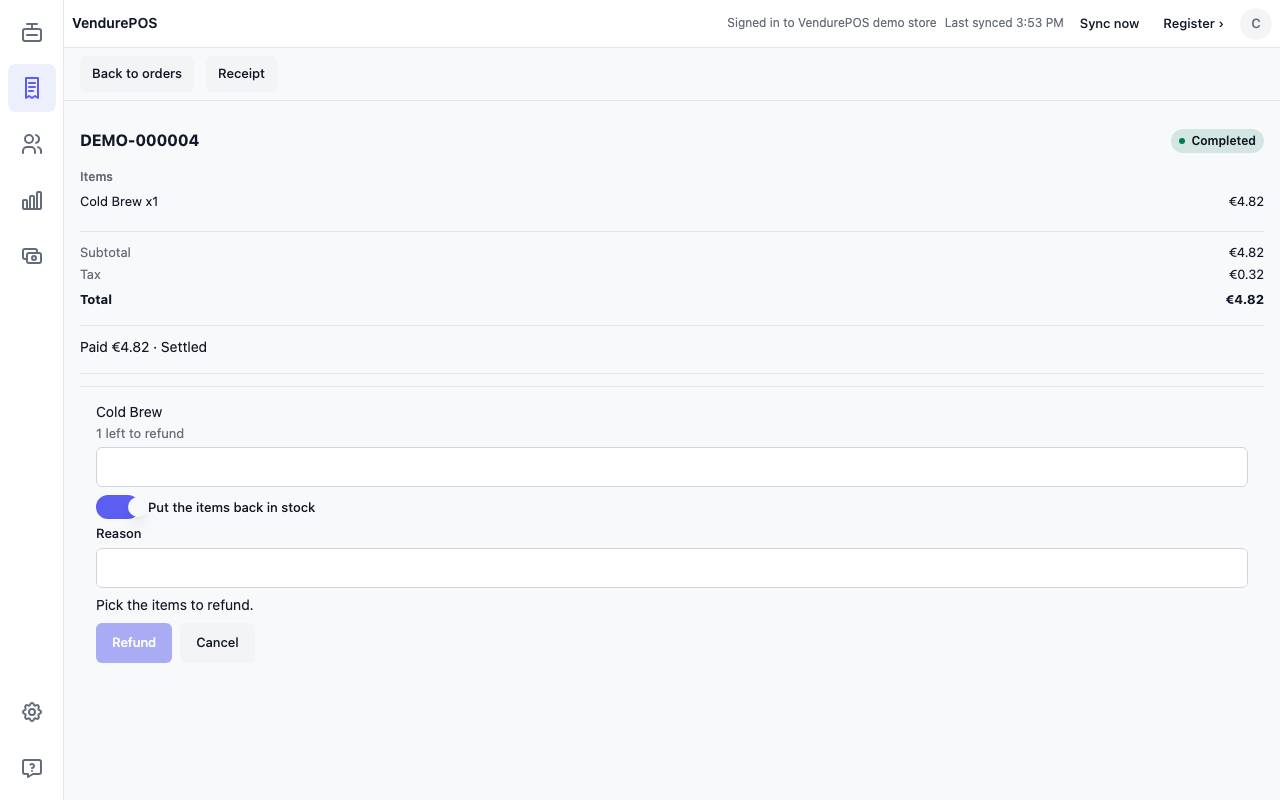 VendurePOS
Signed in to VendurePOS demo store Last synced 3:53 PM Sync now Register › C
Back to orders Receipt
DEMO-000004 Completed
Items
Cold Brew x1 €4.82
Subtotal €4.82
Tax €0.32
Total €4.82
Paid €4.82 · Settled
Cold Brew
1 left to refund
Put the items back in stock
Reason
Pick the items to refund.
Refund Cancel